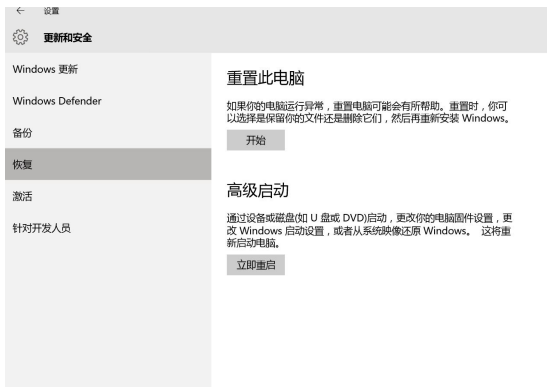 设置
更新和安全
Windows 更新
Windows Defender
备份
恢复
激活
针对开发人员
重置此电脑
如果你的电脑运行异常，重置电脑可能会有所帮助。重置时，你可
以选择是保留你的文件还是删除它们，然后再重新安装 Windows。
开始
高级启动
通过设备或磁盘(如 U 盘或 DVD)启动，更改你的电脑固件设置，更
改 Windows 启动设置，或者从系统映像还原 Windows。 这将重
新启动电脑。
立即重启